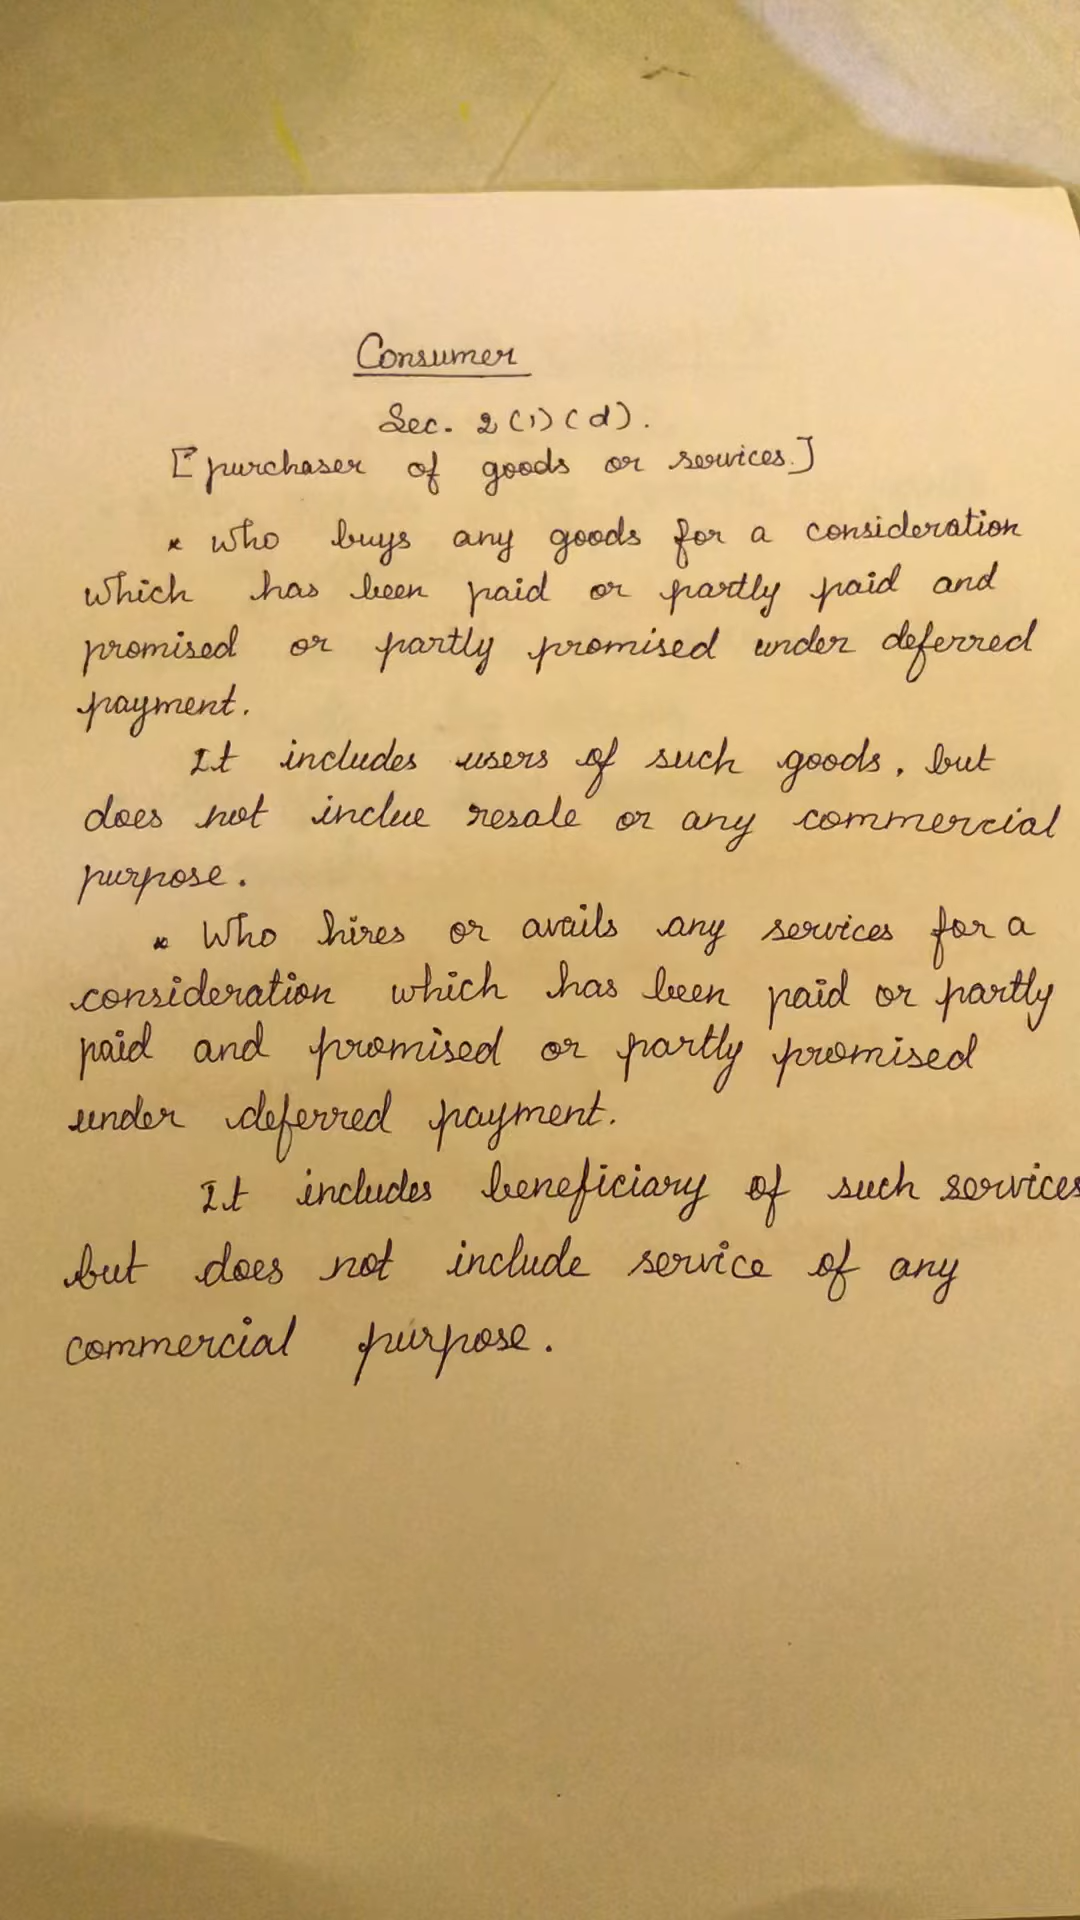 Consumer
Sec. 2 (1) (d).
[purchaser of goods or services.]
* Who buys any goods for a consideration
which has been paid or partly paid and
promised or partly promised under deferred
payment.
It includes users of such goods, but
does not inclue resale or any commercial
purpose.
* Who hires or avails any services for a
consideration which has been paid or partly
paid and promised or partly promised
under deferred payment.
It includes beneficiary of such services
but does not include service of any
commercial purpose.